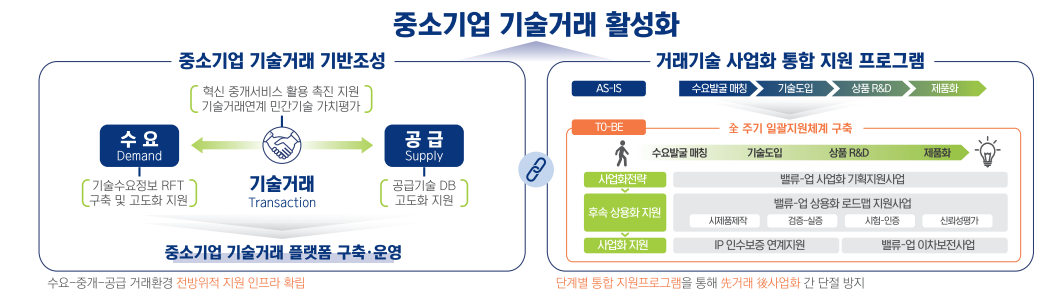 중소기업 기술거래 활성화
중소기업 기술거래 기반조성
혁신 중개서비스 활용 촉진 지원
기술거래연계 민간기술 가치평가
수 요
Demand
공 급
Supply
기술수요정보 RFT
구축 및 고도화 지원
기술거래
Transaction
공급기술 DB
고도화 지원
중소기업 기술거래 플랫폼 구축·운영
수요-중개-공급 거래환경 전방위적 지원 인프라 확립
거래기술 사업화 통합 지원 프로그램
AS-IS
수요발굴 매칭
기술도입
상품 R&D
제품화
TO-BE
全 주기 일괄지원체계 구축
수요발굴 매칭
기술도입
상품 R&D
제품화
사업화전략
밸류-업 사업화 기획지원사업
후속 상용화 지원
밸류-업 상용화 로드맵 지원사업
시제품제작
검증-실증
시험-인증
신뢰성평가
사업화 지원
IP 인수보증 연계지원
밸류-업 이차보전사업
단계별 통합 지원프로그램을 통해 先거래 後사업화 간 단절 방지